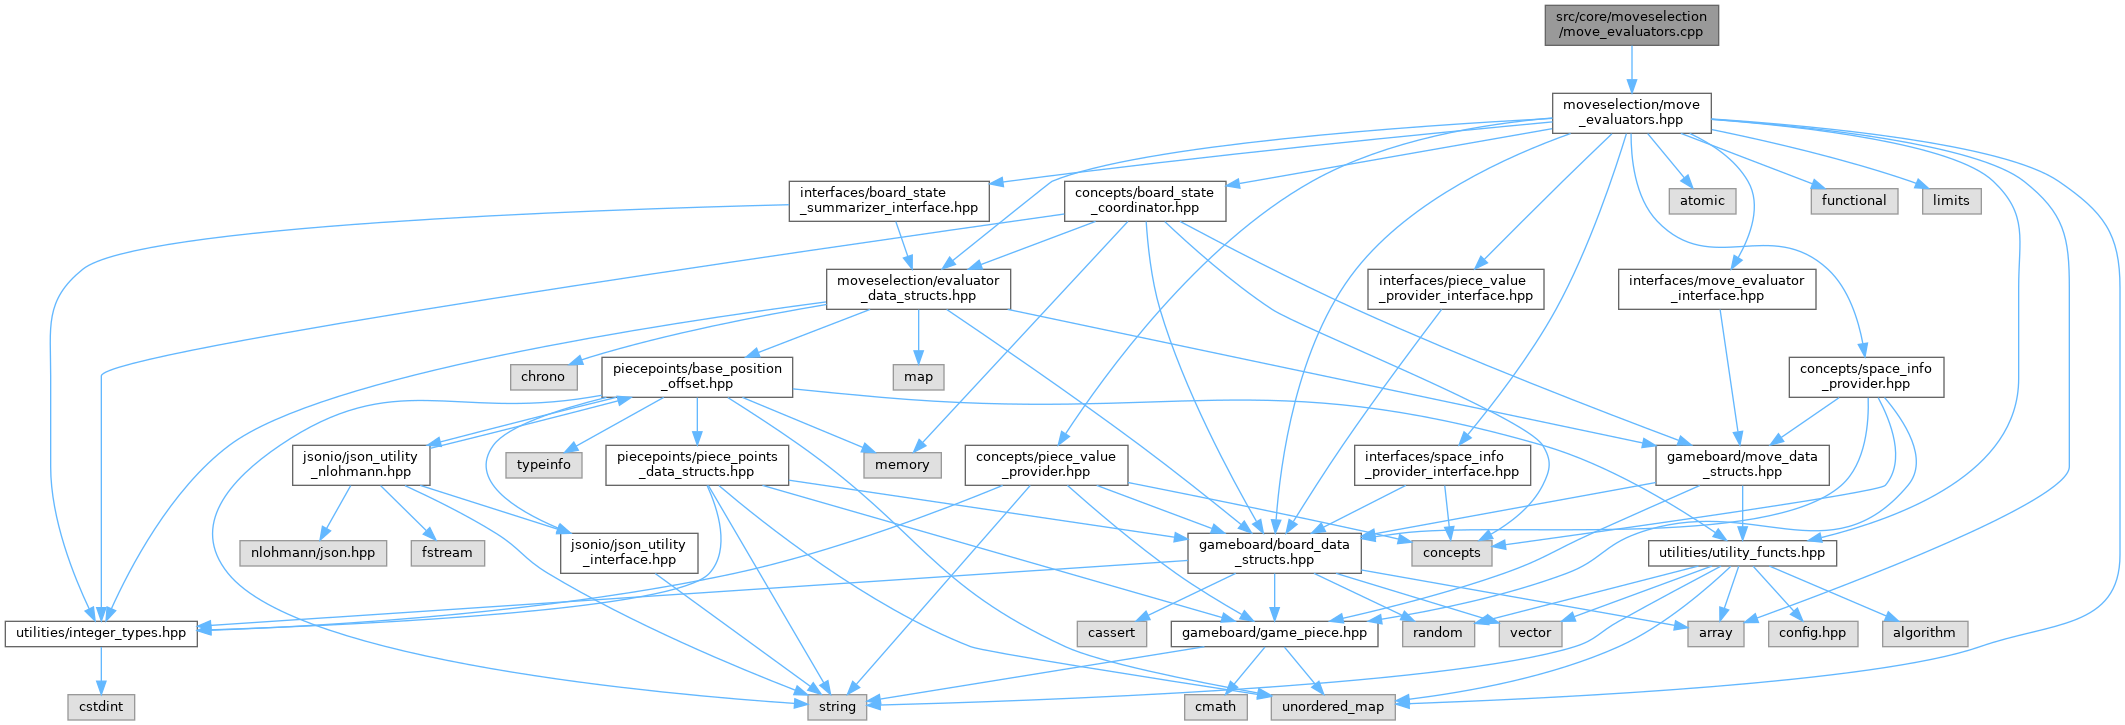 src/core/moveselection
/move_evaluators.cpp
moveselection/move
_evaluators.hpp
interfaces/board_state
_summarizer_interface.hpp
concepts/board_state
_coordinator.hpp
atomic
functional
limits
moveselection/evaluator
_data_structs.hpp
interfaces/piece_value
_provider_interface.hpp
interfaces/move_evaluator
_interface.hpp
chrono
piecepoints/base_position
_offset.hpp
map
concepts/space_info
_provider.hpp
jsonio/json_utility
_nlohmann.hpp
typeinfo
piecepoints/piece_points
_data_structs.hpp
memory
concepts/piece_value
_provider.hpp
interfaces/space_info
_provider_interface.hpp
gameboard/move_data
_structs.hpp
nlohmann/json.hpp
fstream
jsonio/json_utility
_interface.hpp
gameboard/board_data
_structs.hpp
concepts
utilities/utility_functs.hpp
utilities/integer_types.hpp
cassert
gameboard/game_piece.hpp
random
vector
array
config.hpp
algorithm
cstdint
string
cmath
unordered_map